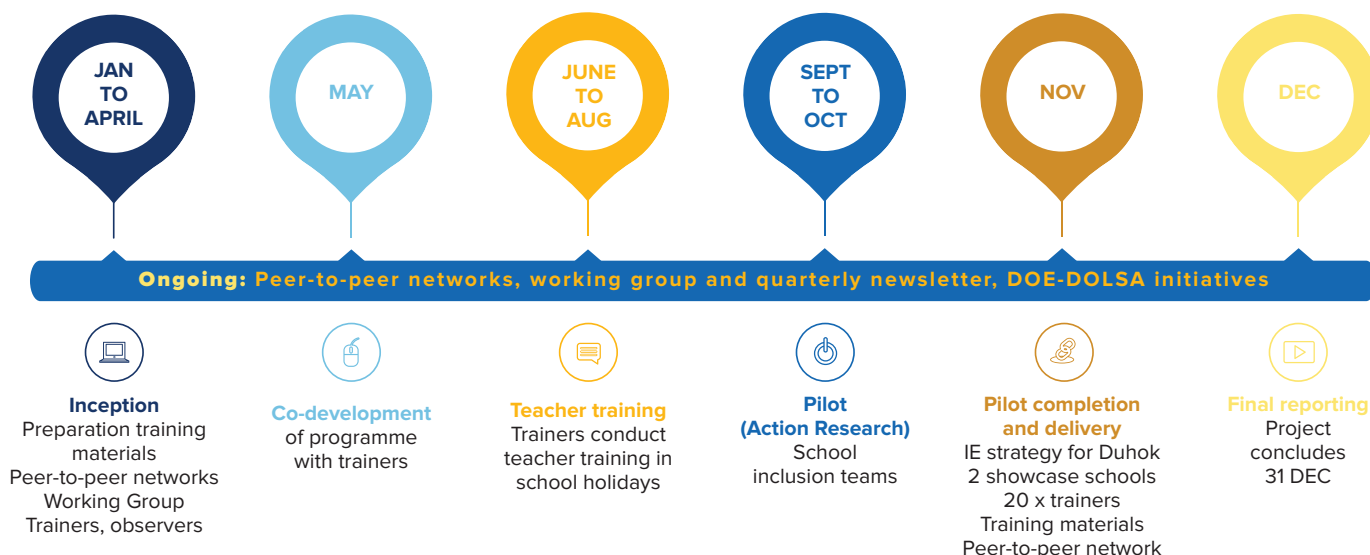 JAN
TO
APRIL
MAY
JUNE
TO
AUG
SEPT
TO
OCT
NOV
DEC
Ongoing: Peer-to-peer networks, working group and quarterly newsletter, DOE-DOLSA initiatives
Inception
Preparation training
materials
Peer-to-peer networks
Working Group
Trainers, observers
Co-development
of programme
with trainers
Teacher training
Trainers conduct
teacher training in
school holidays
Pilot
(Action Research)
School
inclusion teams
Pilot completion
and delivery
IE strategy for Duhok
2 showcase schools
20 x trainers
Training materials
Peer-to-peer network
Final reporting
Project
concludes
31 DEC